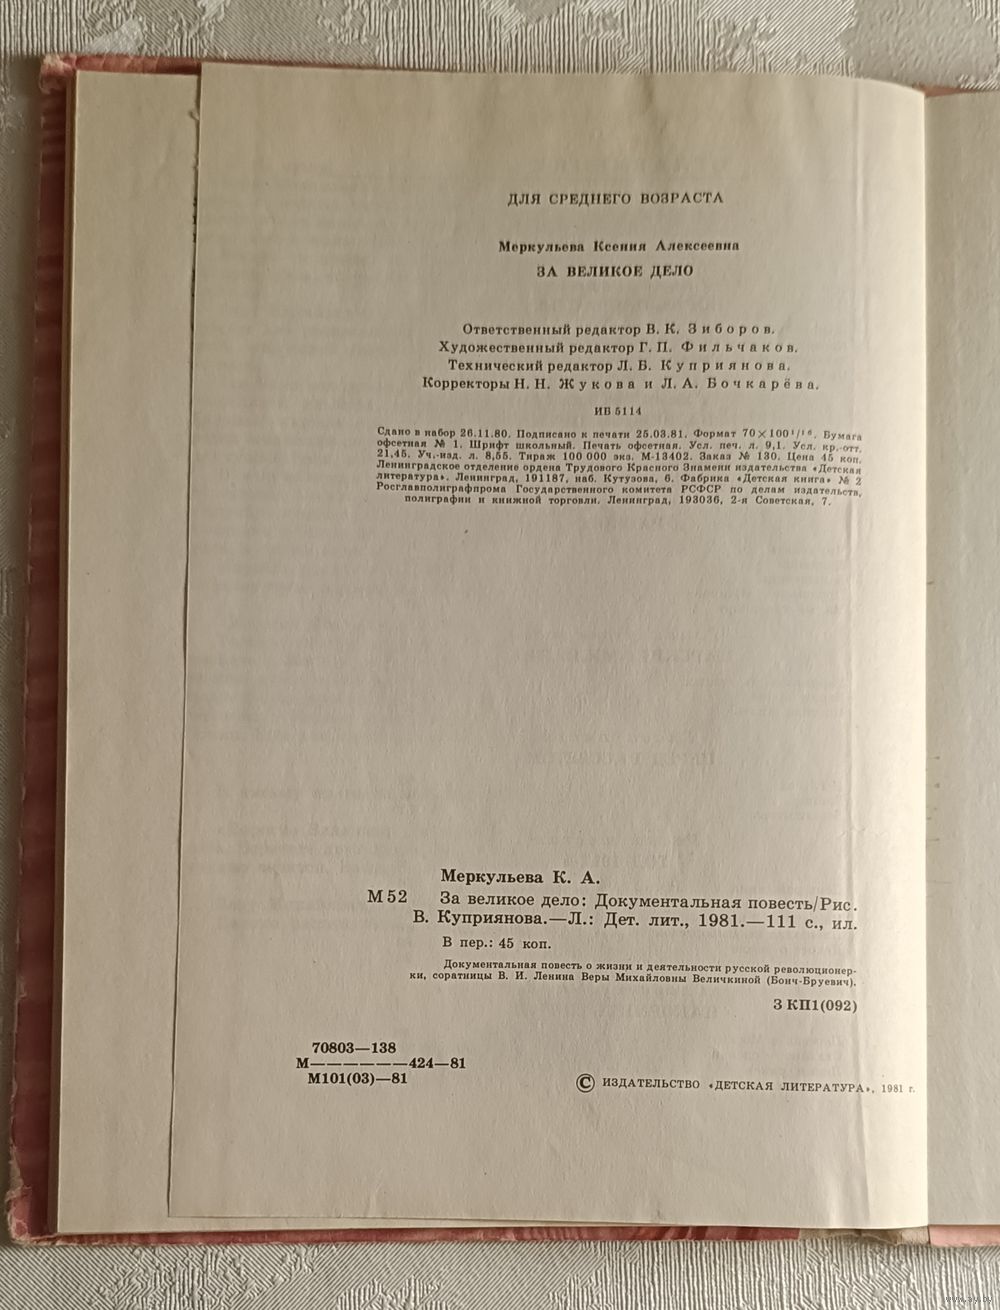 ДЛЯ СРЕДНЕГО ВОЗРАСТА
Меркульева Ксения Алексеевна
ЗА ВЕЛИКОЕ ДЕЛО
Ответственный редактор В. К. Зиборов.
Художественный редактор Г. П. Фильчаков.
Технический редактор Л. Б. Куприянова.
Корректоры Н. Н. Жукова и Л. А. Бочкарёва.
ИБ 5114
Сдано в набор 26.11.80. Подписано к печати 25.03.81. Формат 70×100 1/16. Бумага
офсетная № 1. Шрифт школьный. Печать офсетная. Усл. печ. л. 9,1. Усл. кр.-отт.
21,45. Уч.-изд. л. 8,55. Тираж 100 000 экз. М-13402. Заказ № 130. Цена 45 коп.
Ленинградское отделение ордена Трудового Красного Знамени издательства «Детская
литература». Ленинград, 191187, наб. Кутузова, 6. Фабрика «Детская книга» № 2
Росглавполиграфпрома Государственного комитета РСФСР по делам издательств,
полиграфии и книжной торговли. Ленинград, 193036, 2-я Советская, 7.
Меркульева К. А.
М 52 За великое дело: Документальная повесть/Рис.
В. Куприянова.—Л.: Дет. лит., 1981.—111 с., ил.
В пер.: 45 коп.
Документальная повесть о жизни и деятельности русской революционер-
ки, соратницы В. И. Ленина Веры Михайловны Величкиной (Бонч-Бруевич).
3 КП1(092)
70803—138
М——————424—81
М101(03)—81
© ИЗДАТЕЛЬСТВО «ДЕТСКАЯ ЛИТЕРАТУРА», 1981 г.